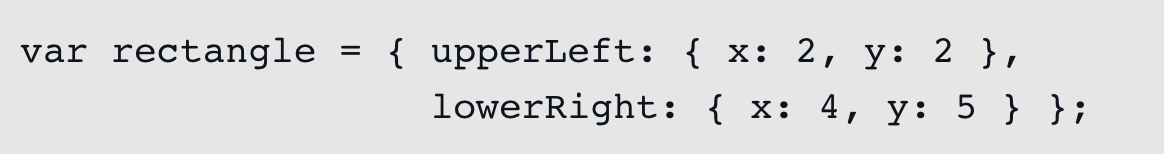 var rectangle = { upperLeft: { x: 2, y: 2 },
lowerRight: { x: 4, y: 5 } };